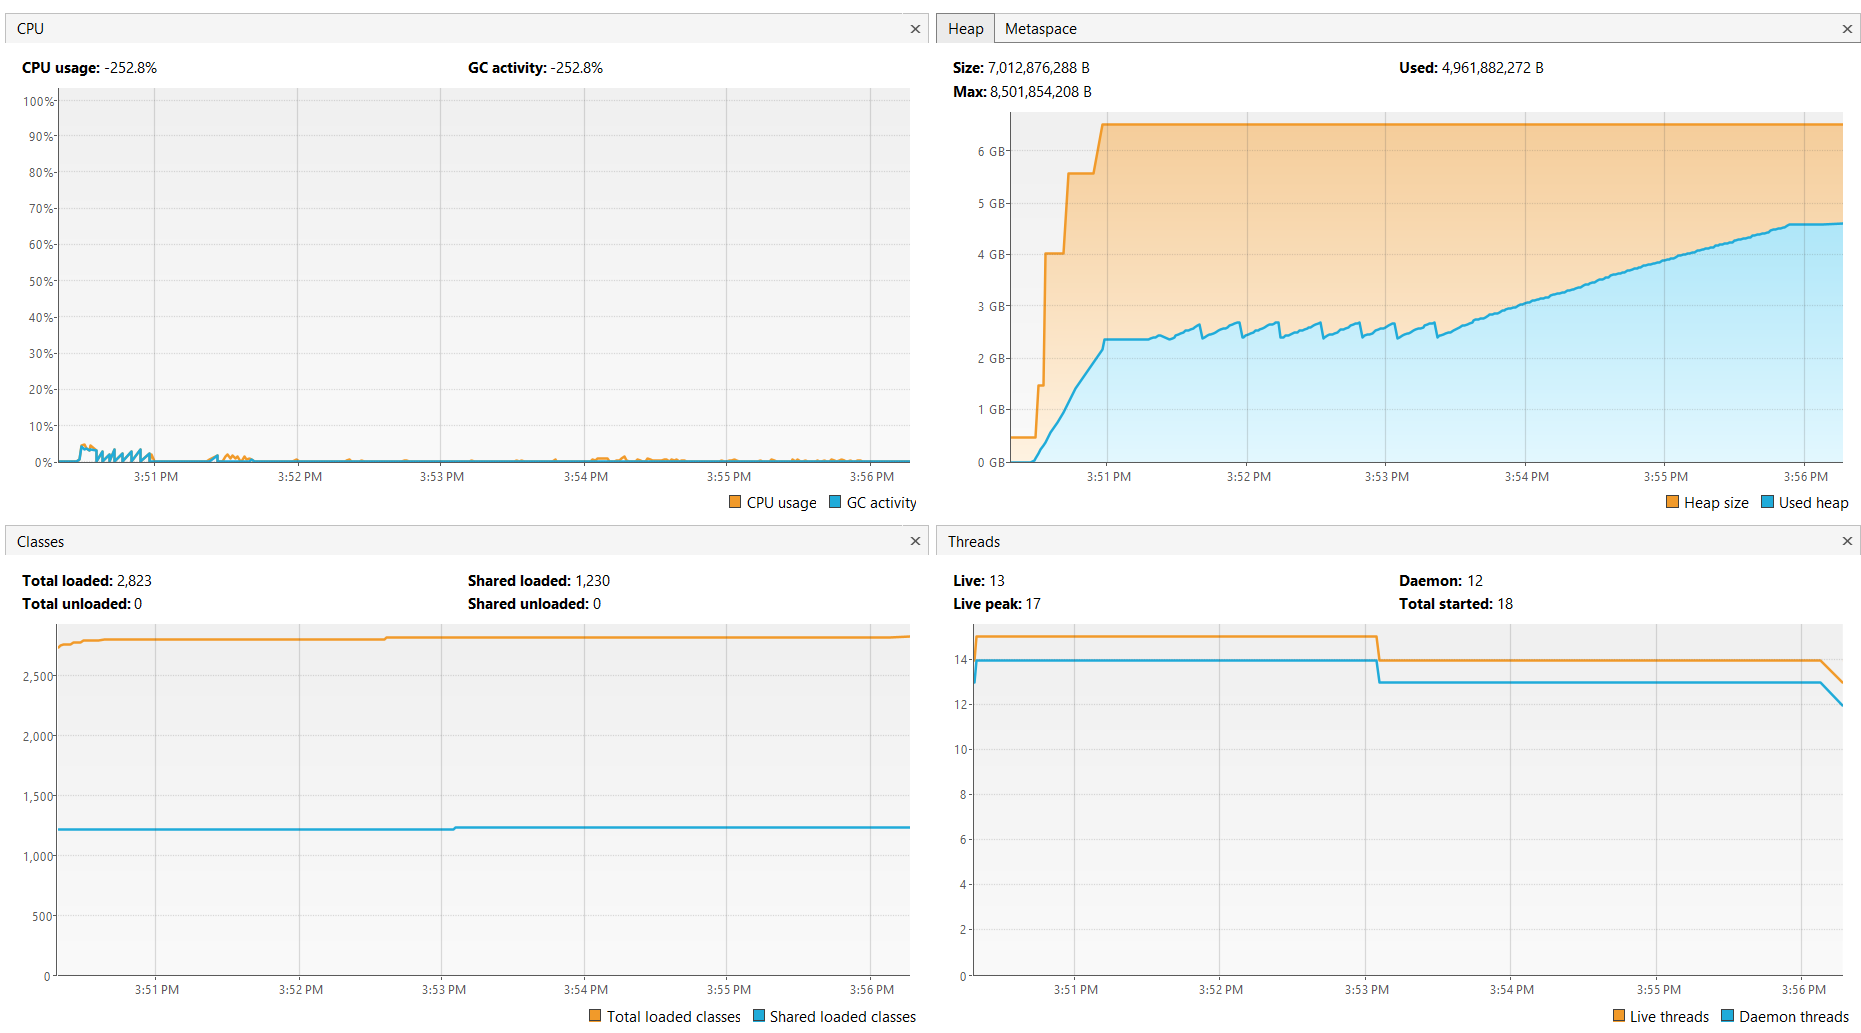 CPU
CPU usage: -252.8% GC activity: -252.8%
100%
90%
80%
70%
60%
50%
40%
30%
20%
10%
0%
3:51 PM 3:52 PM 3:53 PM 3:54 PM 3:55 PM 3:56 PM
CPU usage GC activity
Heap Metaspace
Size: 7,012,876,288 B Used: 4,961,882,272 B
Max: 8,501,854,208 B
6 GB
5 GB
4 GB
3 GB
2 GB
1 GB
0 GB
3:51 PM 3:52 PM 3:53 PM 3:54 PM 3:55 PM 3:56 PM
Heap size Used heap
Classes
Total loaded: 2,823 Shared loaded: 1,230
Total unloaded: 0 Shared unloaded: 0
2,500
2,000
1,500
1,000
500
0
3:51 PM 3:52 PM 3:53 PM 3:54 PM 3:55 PM 3:56 PM
Total loaded classes Shared loaded classes
Threads
Live: 13 Daemon: 12
Live peak: 17 Total started: 18
14
12
10
8
6
4
2
0
3:51 PM 3:52 PM 3:53 PM 3:54 PM 3:55 PM 3:56 PM
Live threads Daemon threads